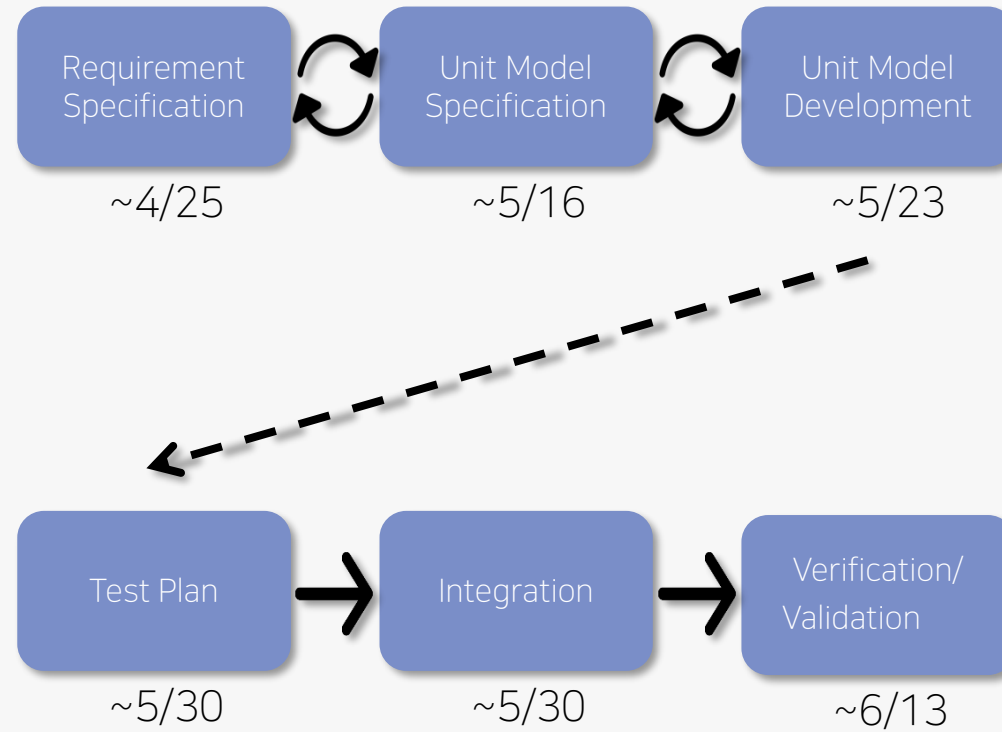 Requirement
Specification
Unit Model
Specification
Unit Model
Development
~4/25
~5/16
~5/23
Test Plan
Integration
Verification/
Validation
~5/30
~5/30
~6/13